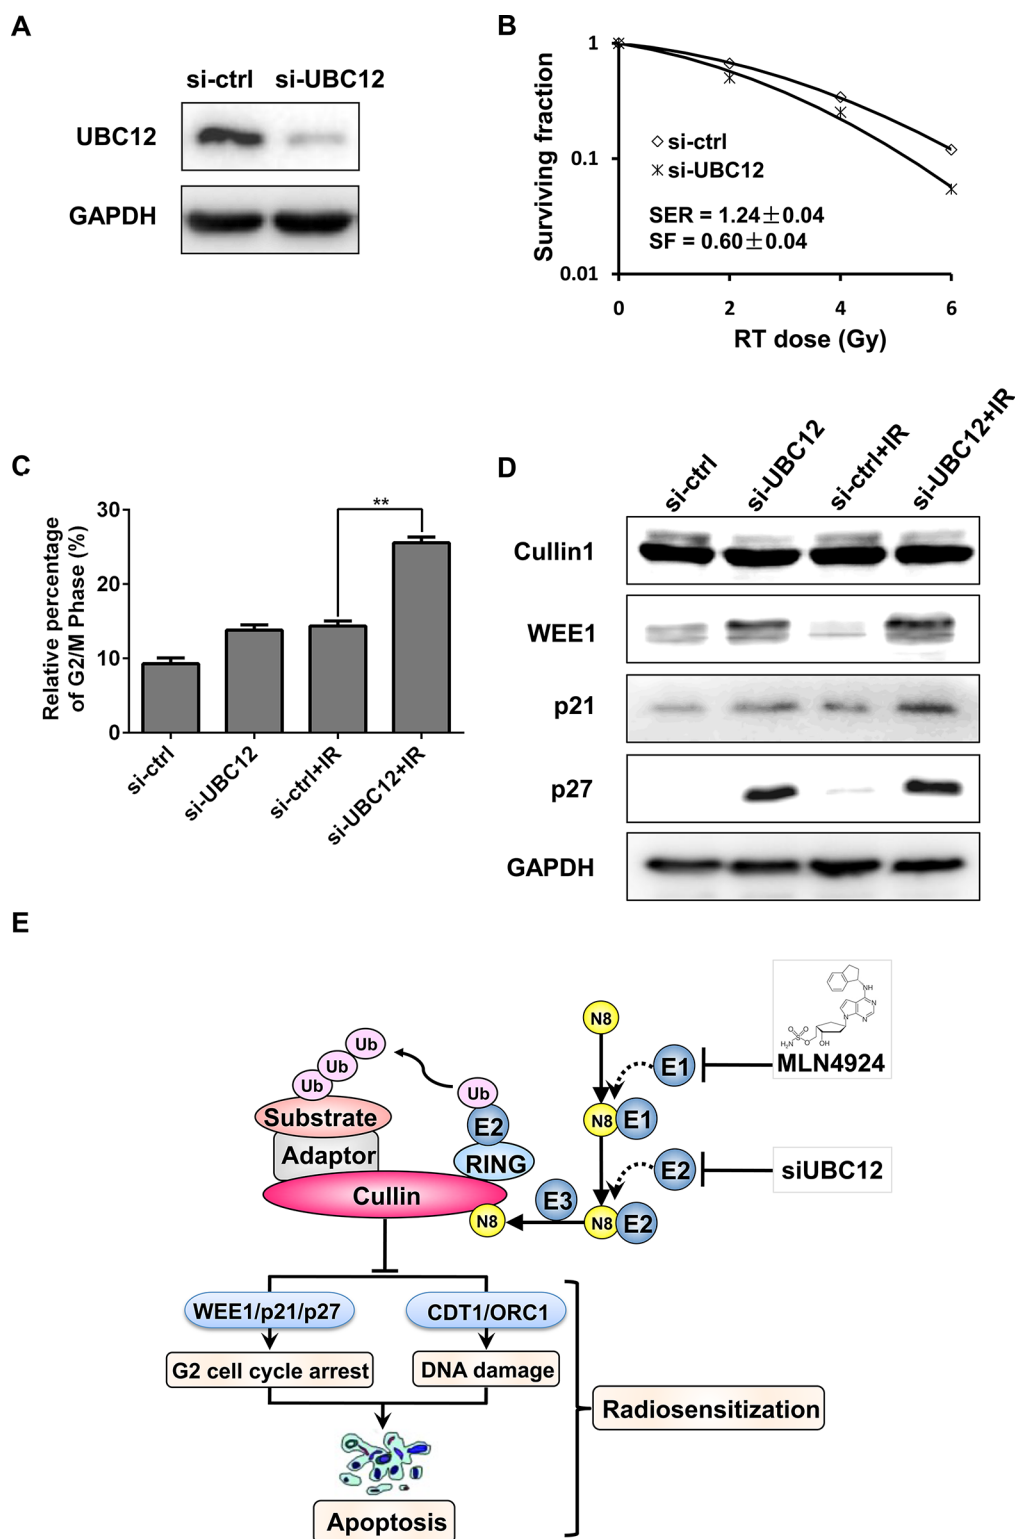 A
si-ctrl si-UBC12
UBC12
GAPDH
B
Surviving fraction
1
0.1
0.01
si-ctrl
si-UBC12
SER = 1.24±0.04
SF = 0.60±0.04
0 2 4 6
RT dose (Gy)
C
Relative percentage
of G2/M Phase (%)
30
20
10
0
**
si-ctrl
si-UBC12
si-ctrl+IR
si-UBC12+IR
D
si-ctrl
si-UBC12
si-ctrl+IR
si-UBC12+IR
Cullin1
WEE1
p21
p27
GAPDH
E
N8
E1
MLN4924
NH
N
N
N
O O
S
H₂N
O
OH
N8 E1
E2
siUBC12
N8 E2
E3
N8
Ub
Ub
Ub
Substrate
Adaptor
Cullin
Ub
E2
RING
WEE1/p21/p27
CDT1/ORC1
G2 cell cycle arrest
DNA damage
Radiosensitization
Apoptosis